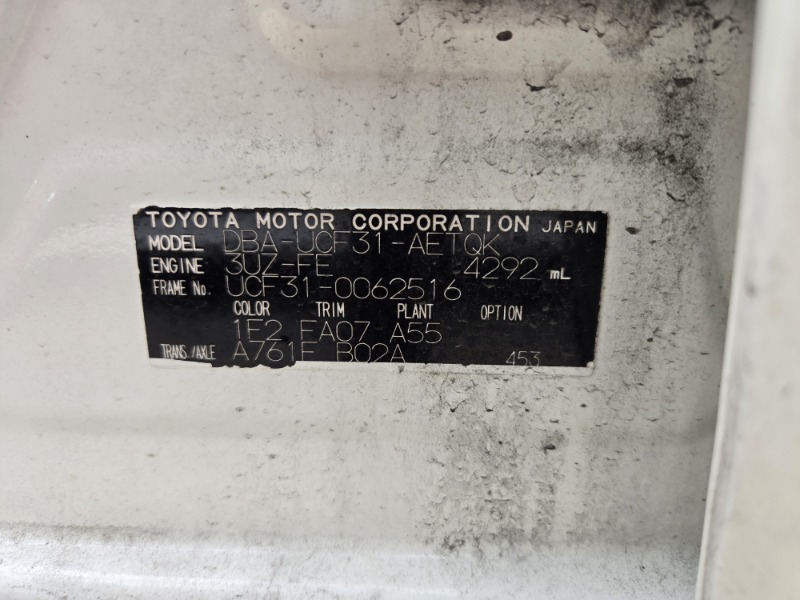 TOYOTA MOTOR CORPORATION JAPAN
MODEL DBA-UCF31-AETQK
ENGINE 3UZ-FE 4292 mL
FRAME No. UCF31-0062516
COLOR TRIM PLANT OPTION
1F2 FA07 A55
TRANS./AXLE A761E B02A 453